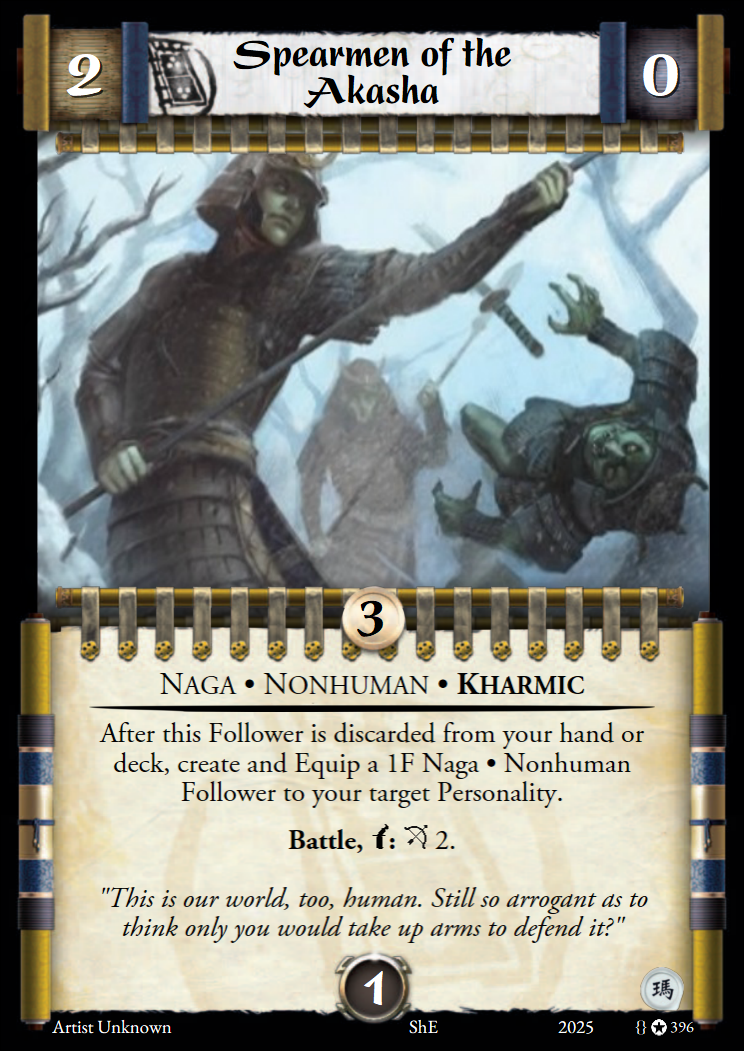 2
Spearmen of the
Akasha
0
3
Naga • Nonhuman • Kharmic
After this Follower is discarded from your hand or
deck, create and Equip a 1F Naga • Nonhuman
Follower to your target Personality.
Battle, : 2.
"This is our world, too, human. Still so arrogant as to
think only you would take up arms to defend it?"
1
瑪
Artist Unknown ShE 2025 {} 396